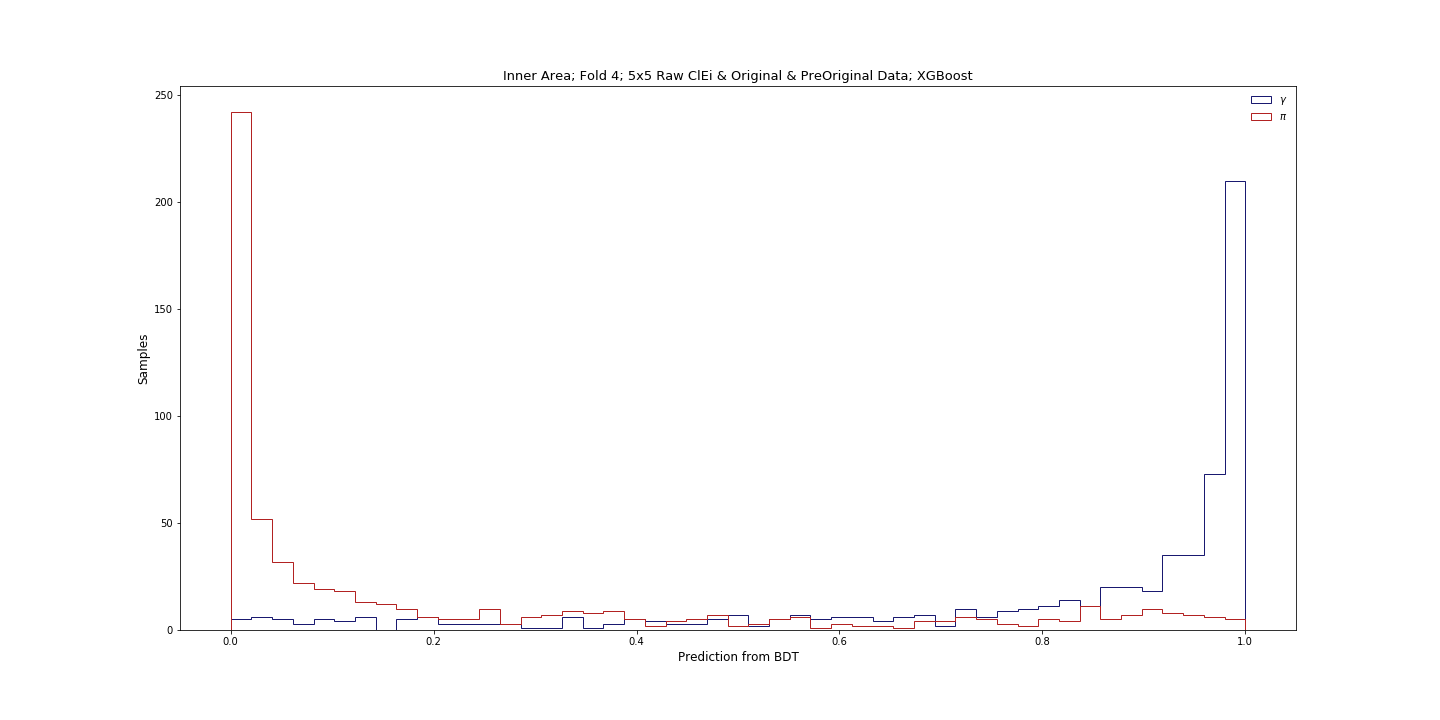 Inner Area; Fold 4; 5x5 Raw ClEi & Original & PreOriginal Data; XGBoost
250
200
150
100
50
0
Samples
γ
π
0.0 0.2 0.4 0.6 0.8 1.0
Prediction from BDT